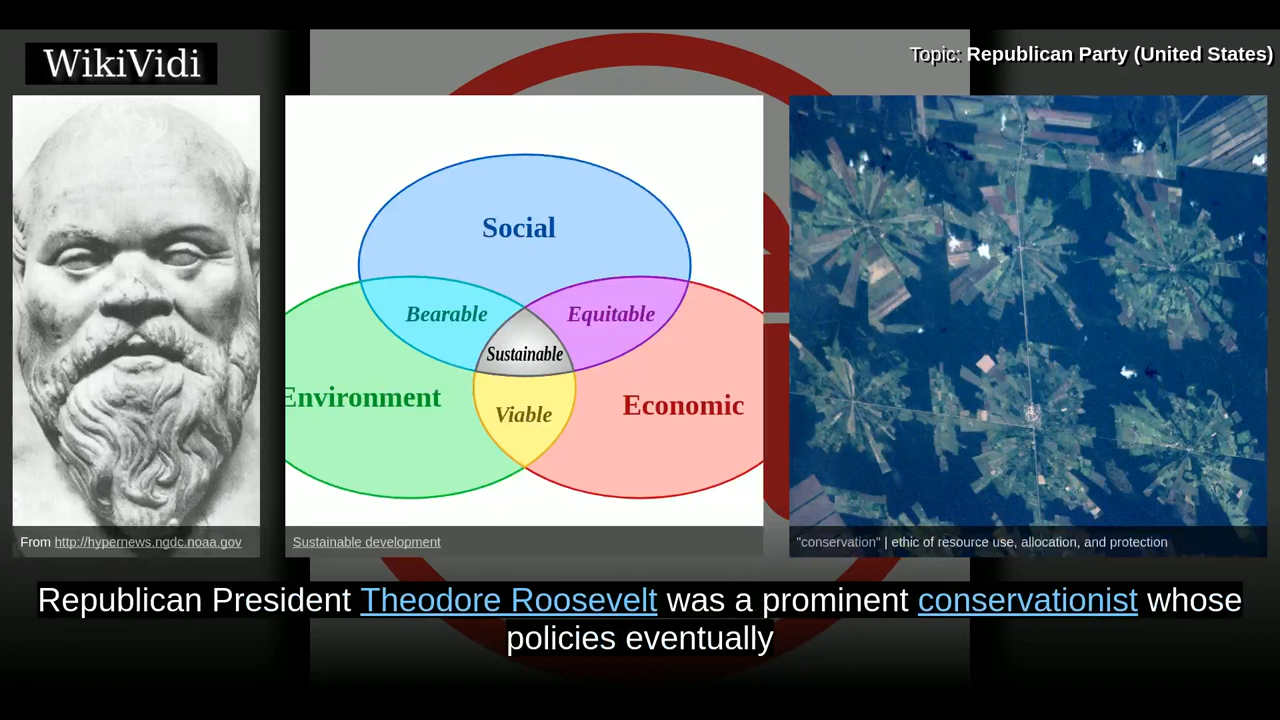 WikiVidi
Topic: Republican Party (United States)
Social
Bearable
Equitable
Sustainable
Environment
Economic
Viable
From http://hypernews.ngdc.noaa.gov
Sustainable development
"conservation" | ethic of resource use, allocation, and protection
Republican President Theodore Roosevelt was a prominent conservationist whose
policies eventually